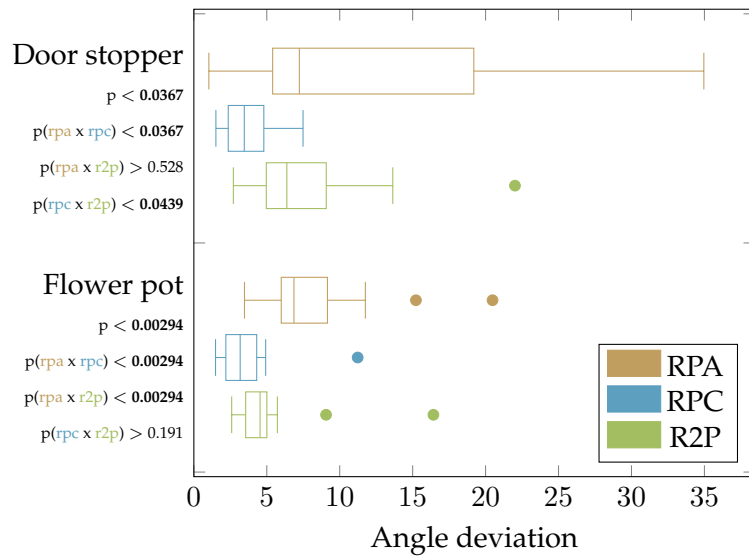 Door stopper
p < 0.0367
p(rpa x rpc) < 0.0367
p(rpa x r2p) > 0.528
p(rpc x r2p) < 0.0439
Flower pot
p < 0.00294
p(rpa x rpc) < 0.00294
p(rpa x r2p) < 0.00294
p(rpc x r2p) > 0.191
RPA
RPC
R2P
0 5 10 15 20 25 30 35
Angle deviation